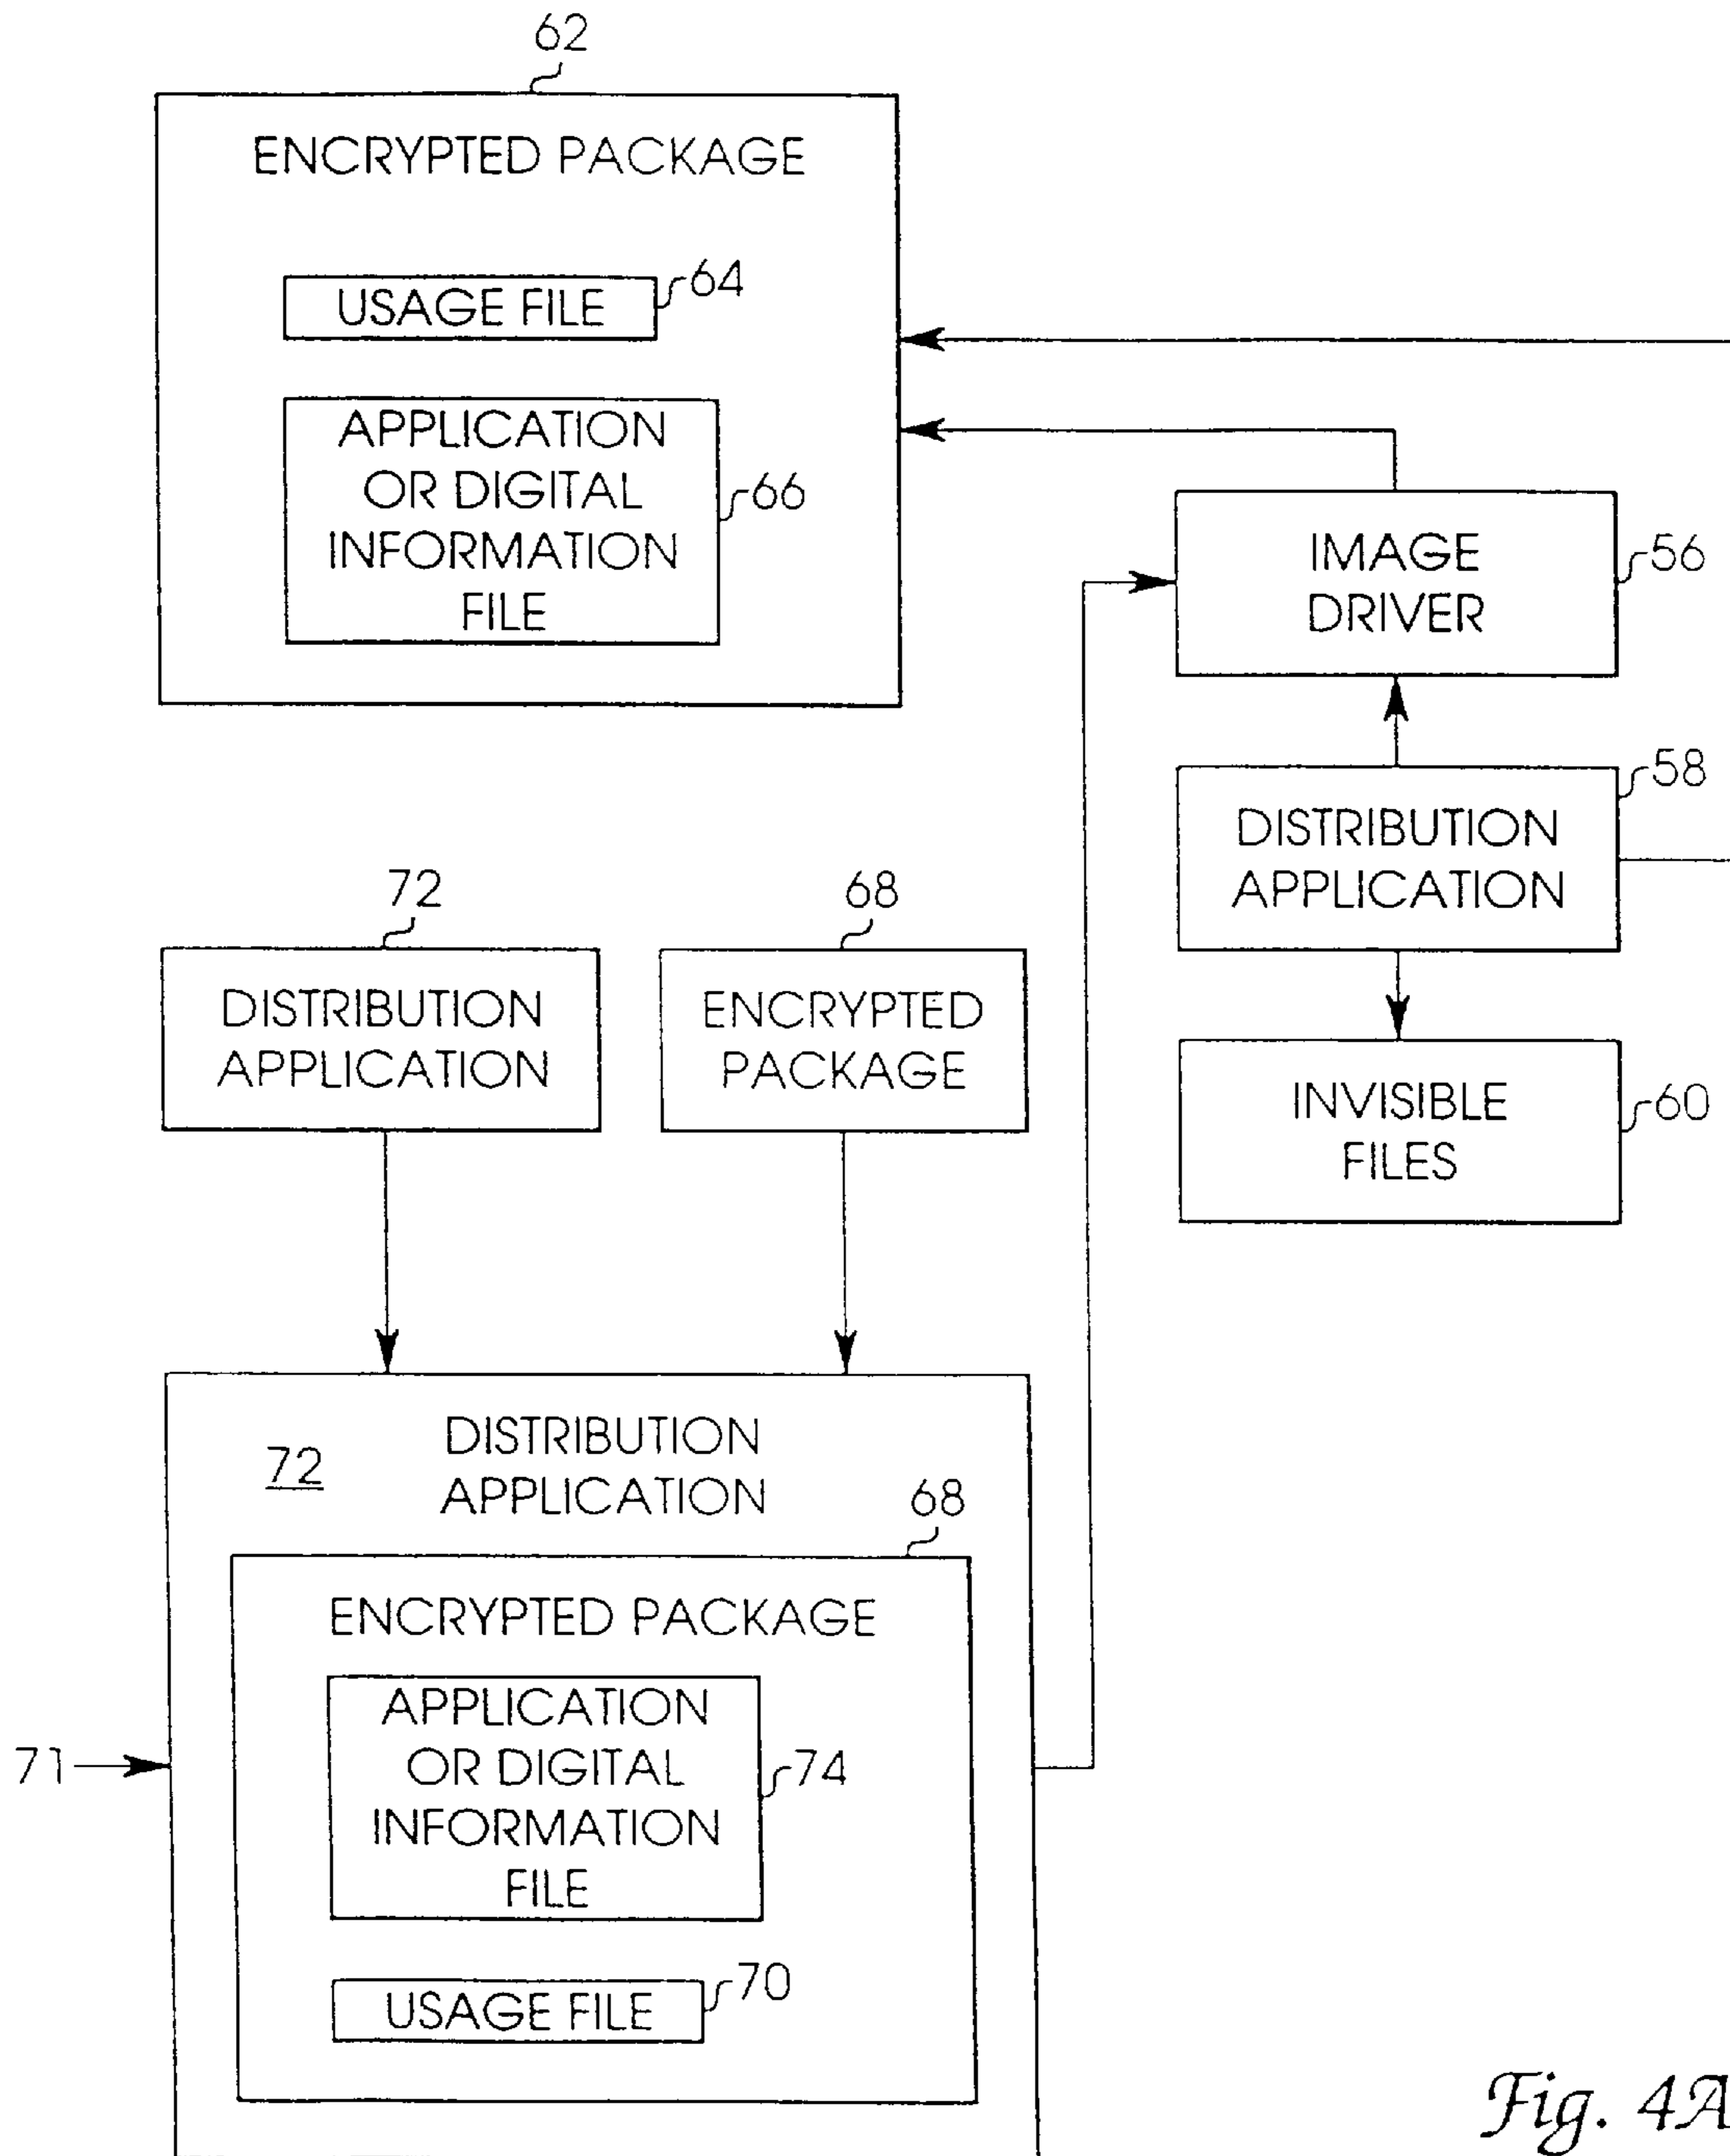 62
ENCRYPTED PACKAGE
USAGE FILE
64
APPLICATION
OR DIGITAL
INFORMATION
FILE
66
IMAGE
DRIVER
56
DISTRIBUTION
APPLICATION
58
INVISIBLE
FILES
60
72
DISTRIBUTION
APPLICATION
68
ENCRYPTED
PACKAGE
72
DISTRIBUTION
APPLICATION
68
ENCRYPTED PACKAGE
APPLICATION
OR DIGITAL
INFORMATION
FILE
74
71
USAGE FILE
70
Fig. 4A